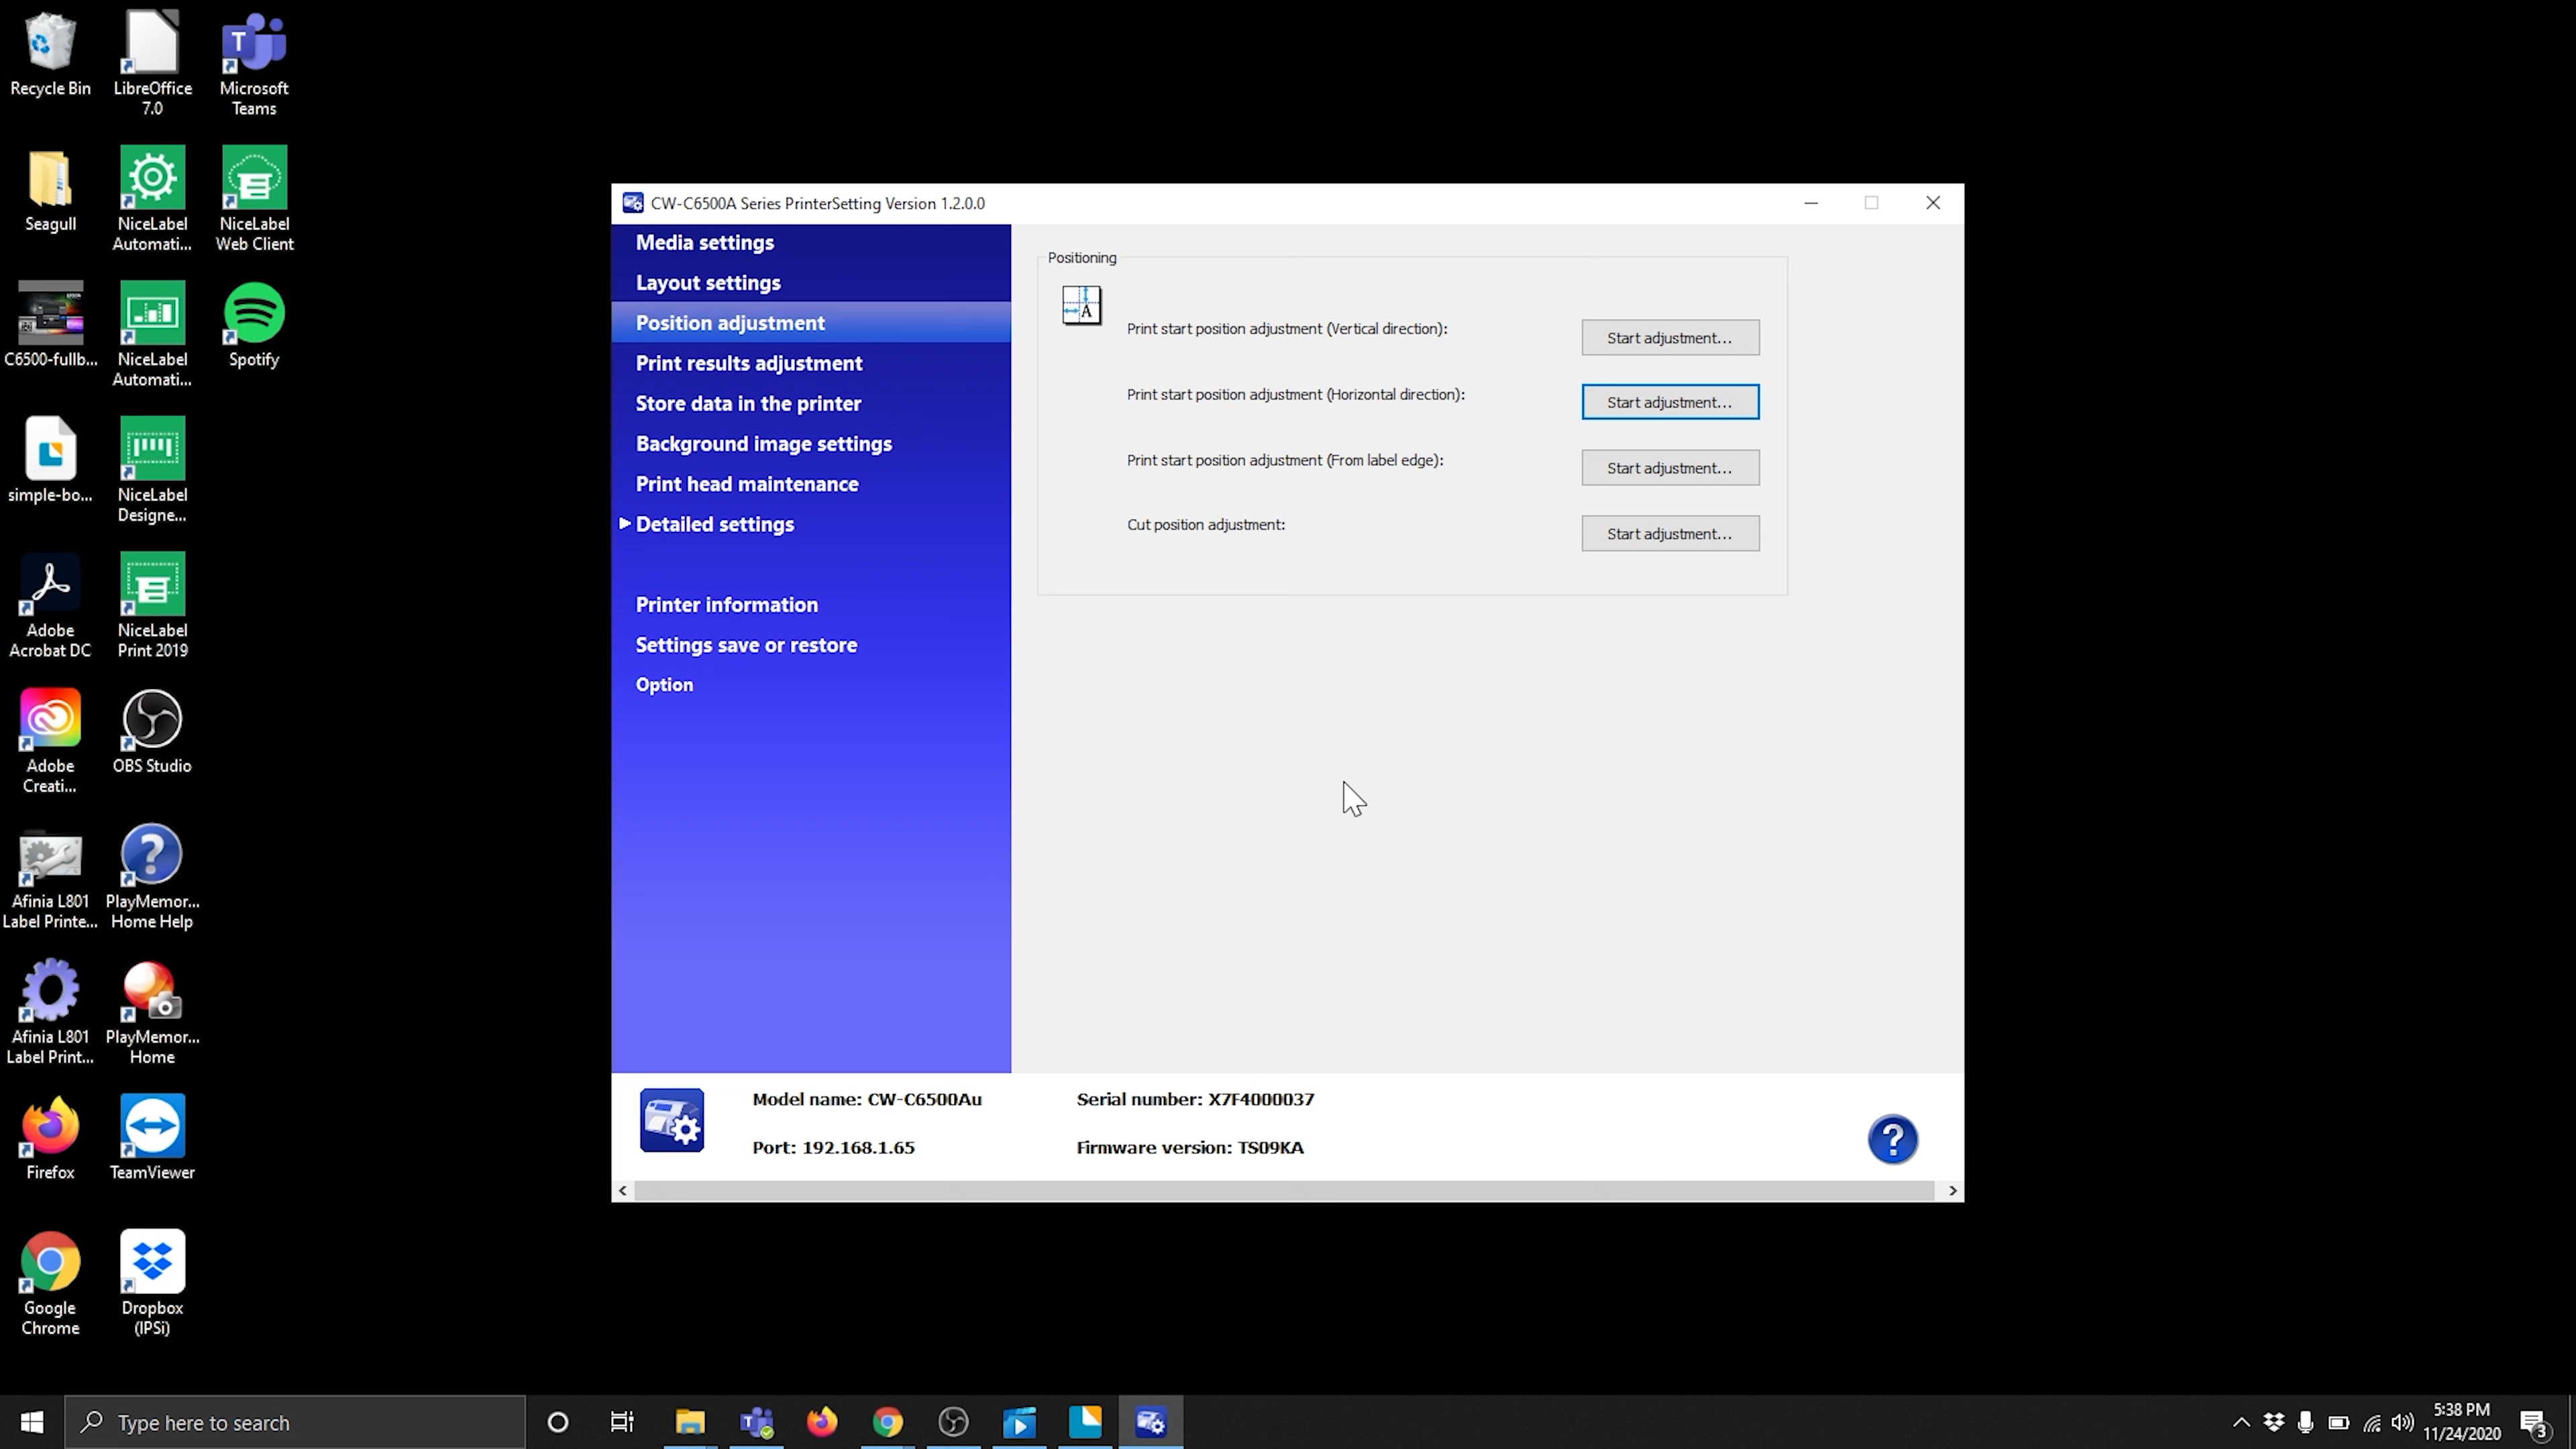 Recycle Bin
LibreOffice
7.0
Microsoft
Teams
Seagull
NiceLabel
Automati...
NiceLabel
Web Client
C6500-fullb...
NiceLabel
Automati...
Spotify
simple-bo...
NiceLabel
Designe...
Adobe
Acrobat DC
NiceLabel
Print 2019
Adobe
Creati...
OBS Studio
Afinia L801
Label Printe...
PlayMemor...
Home Help
Afinia L801
Label Print...
PlayMemor...
Home
Firefox
TeamViewer
Google
Chrome
Dropbox
(IPSi)
CW-C6500A Series PrinterSetting Version 1.2.0.0
Media settings
Layout settings
Position adjustment
Print results adjustment
Store data in the printer
Background image settings
Print head maintenance
Detailed settings
Printer information
Settings save or restore
Option
Positioning
A
Print start position adjustment (Vertical direction):
Start adjustment...
Print start position adjustment (Horizontal direction):
Start adjustment...
Print start position adjustment (From label edge):
Start adjustment...
Cut position adjustment:
Start adjustment...
Model name: CW-C6500Au
Serial number: X7F4000037
Port: 192.168.1.65
Firmware version: TS09KA
?
Type here to search
5:38 PM
11/24/2020
3